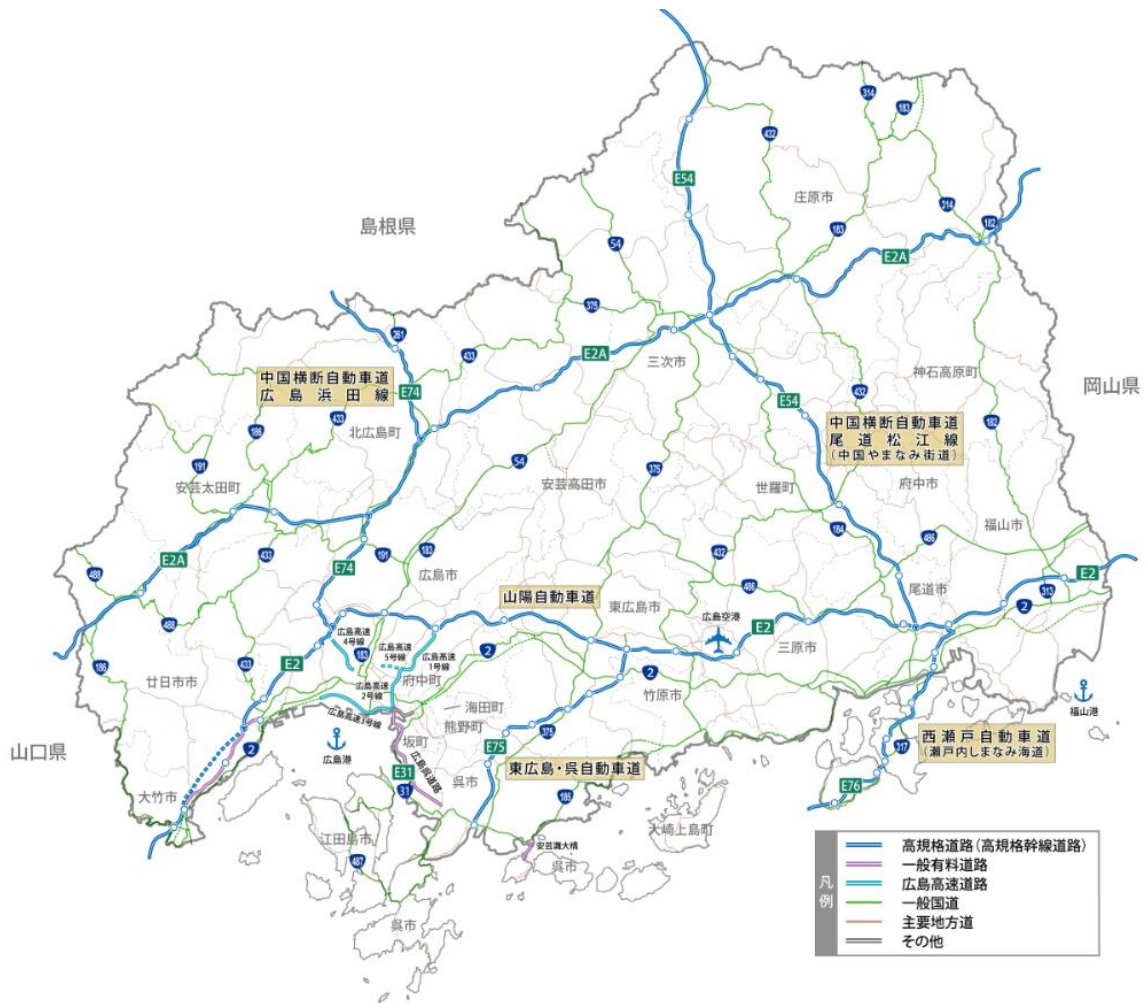 314
183
432
E54
庄原市
島根県
314
182
54
183
E2A
375
261
三次市
433
E2A
中国横断自動車道
広島浜田線
E74
神石高原町
岡山県
433
E54
432
186
北広島町
中国横断自動車道
尾道松江線
(中国やまなみ街道)
182
54
191
375
安芸太田町
安芸高田市
世羅町
府中市
福山市
184
486
E2A
433
191
183
432
E74
広島市
488
486
尾道市
E2
山陽自動車道
313
東広島市
広島空港
2
488
E2
広島高速
4号線
183
広島高速
5号線
広島高速
1号線
2
三原市
186
433
E2
府中町
2
廿日市市
広島高速
2号線
竹原市
海田町
広島高速3号線
熊野町
福山港
山口県
2
広島港
坂町
375
西瀬戸自動車道
(瀬戸内しまなみ海道)
317
E75
広島呉道路
E31
東広島・呉自動車道
31
呉市
大竹市
185
E76
大崎上島町
江田島市
安芸灘大橋
呉市
487
呉市
凡例
高規格道路(高規格幹線道路)
一般有料道路
広島高速道路
一般国道
主要地方道
その他